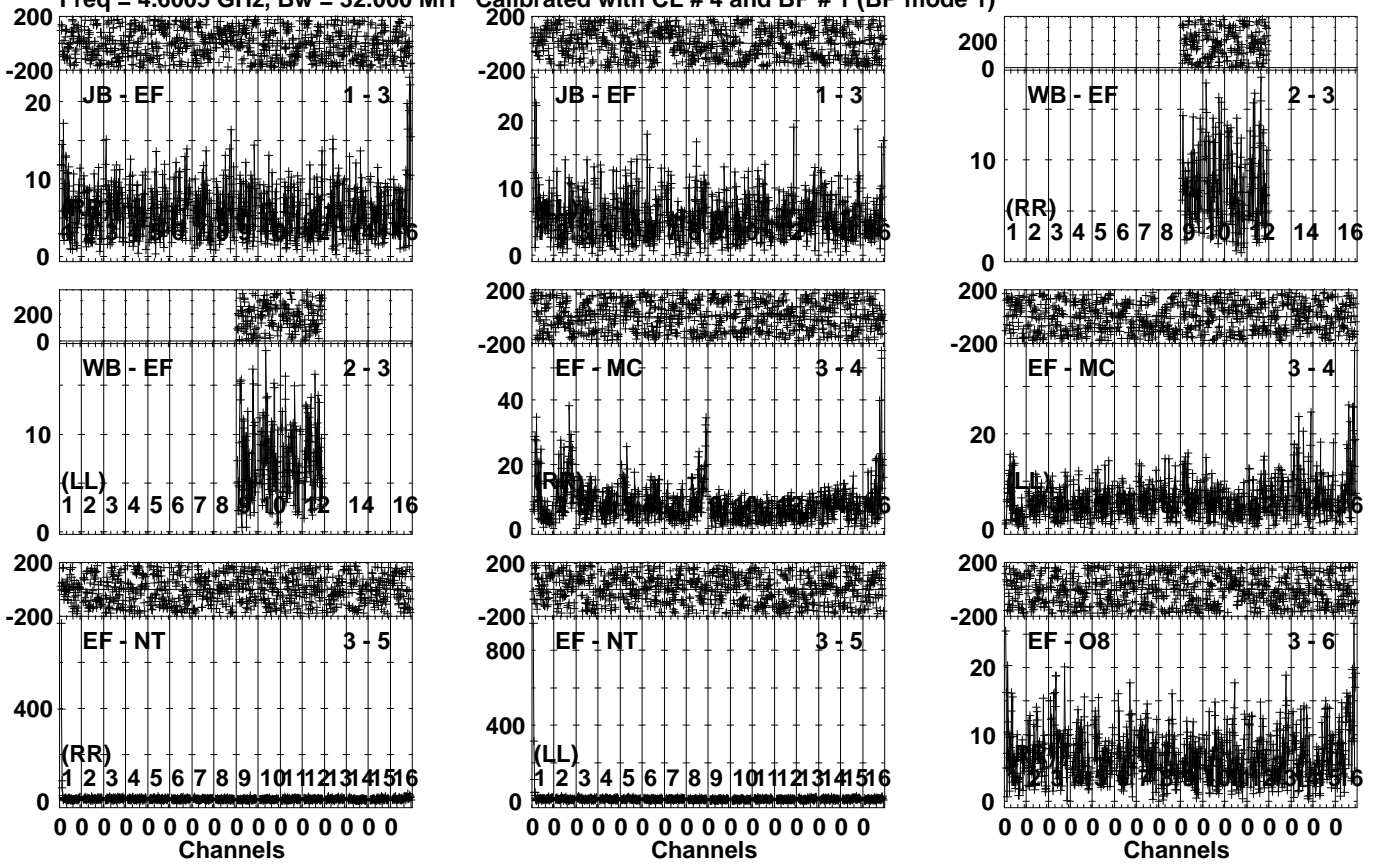 Freq = 4.6005 GHz, Bw = 32.000 MH Calibrated with CL # 4 and BP # 1 (BP mode 1)
200 200 200
-200 -200 0
JB - EF 1 - 3 JB - EF 1 - 3 WB - EF 2 - 3
20 20
10 10 10
(RR)
1 2 3 4 5 6 7 8 9 10 12 14 16
0 0 0
200 200 200
0 -200 -200
WB - EF 2 - 3 EF - MC 3 - 4 EF - MC 3 - 4
40
10 20 20
(LL) (RR) (LL)
1 2 3 4 5 6 7 8 9 10 12 14 16
0 0 0
200 200 200
-200 -200 -200
EF - NT 3 - 5 EF - NT 3 - 5 EF - O8 3 - 6
800 20
400 400 10
(RR) (LL)
1 2 3 4 5 6 7 8 9 10 11 12 13 14 15 16 1 2 3 4 5 6 7 8 9 10 11 12 13 14 15 16
0 0 0
0 0 0 0 0 0 0 0 0 0 0 0 0 0 0 0 0 0 0 0 0 0 0 0 0 0 0 0 0 0 0 0 0 0 0 0 0 0 0 0 0 0 0 0 0 0 0 0
Channels Channels Channels